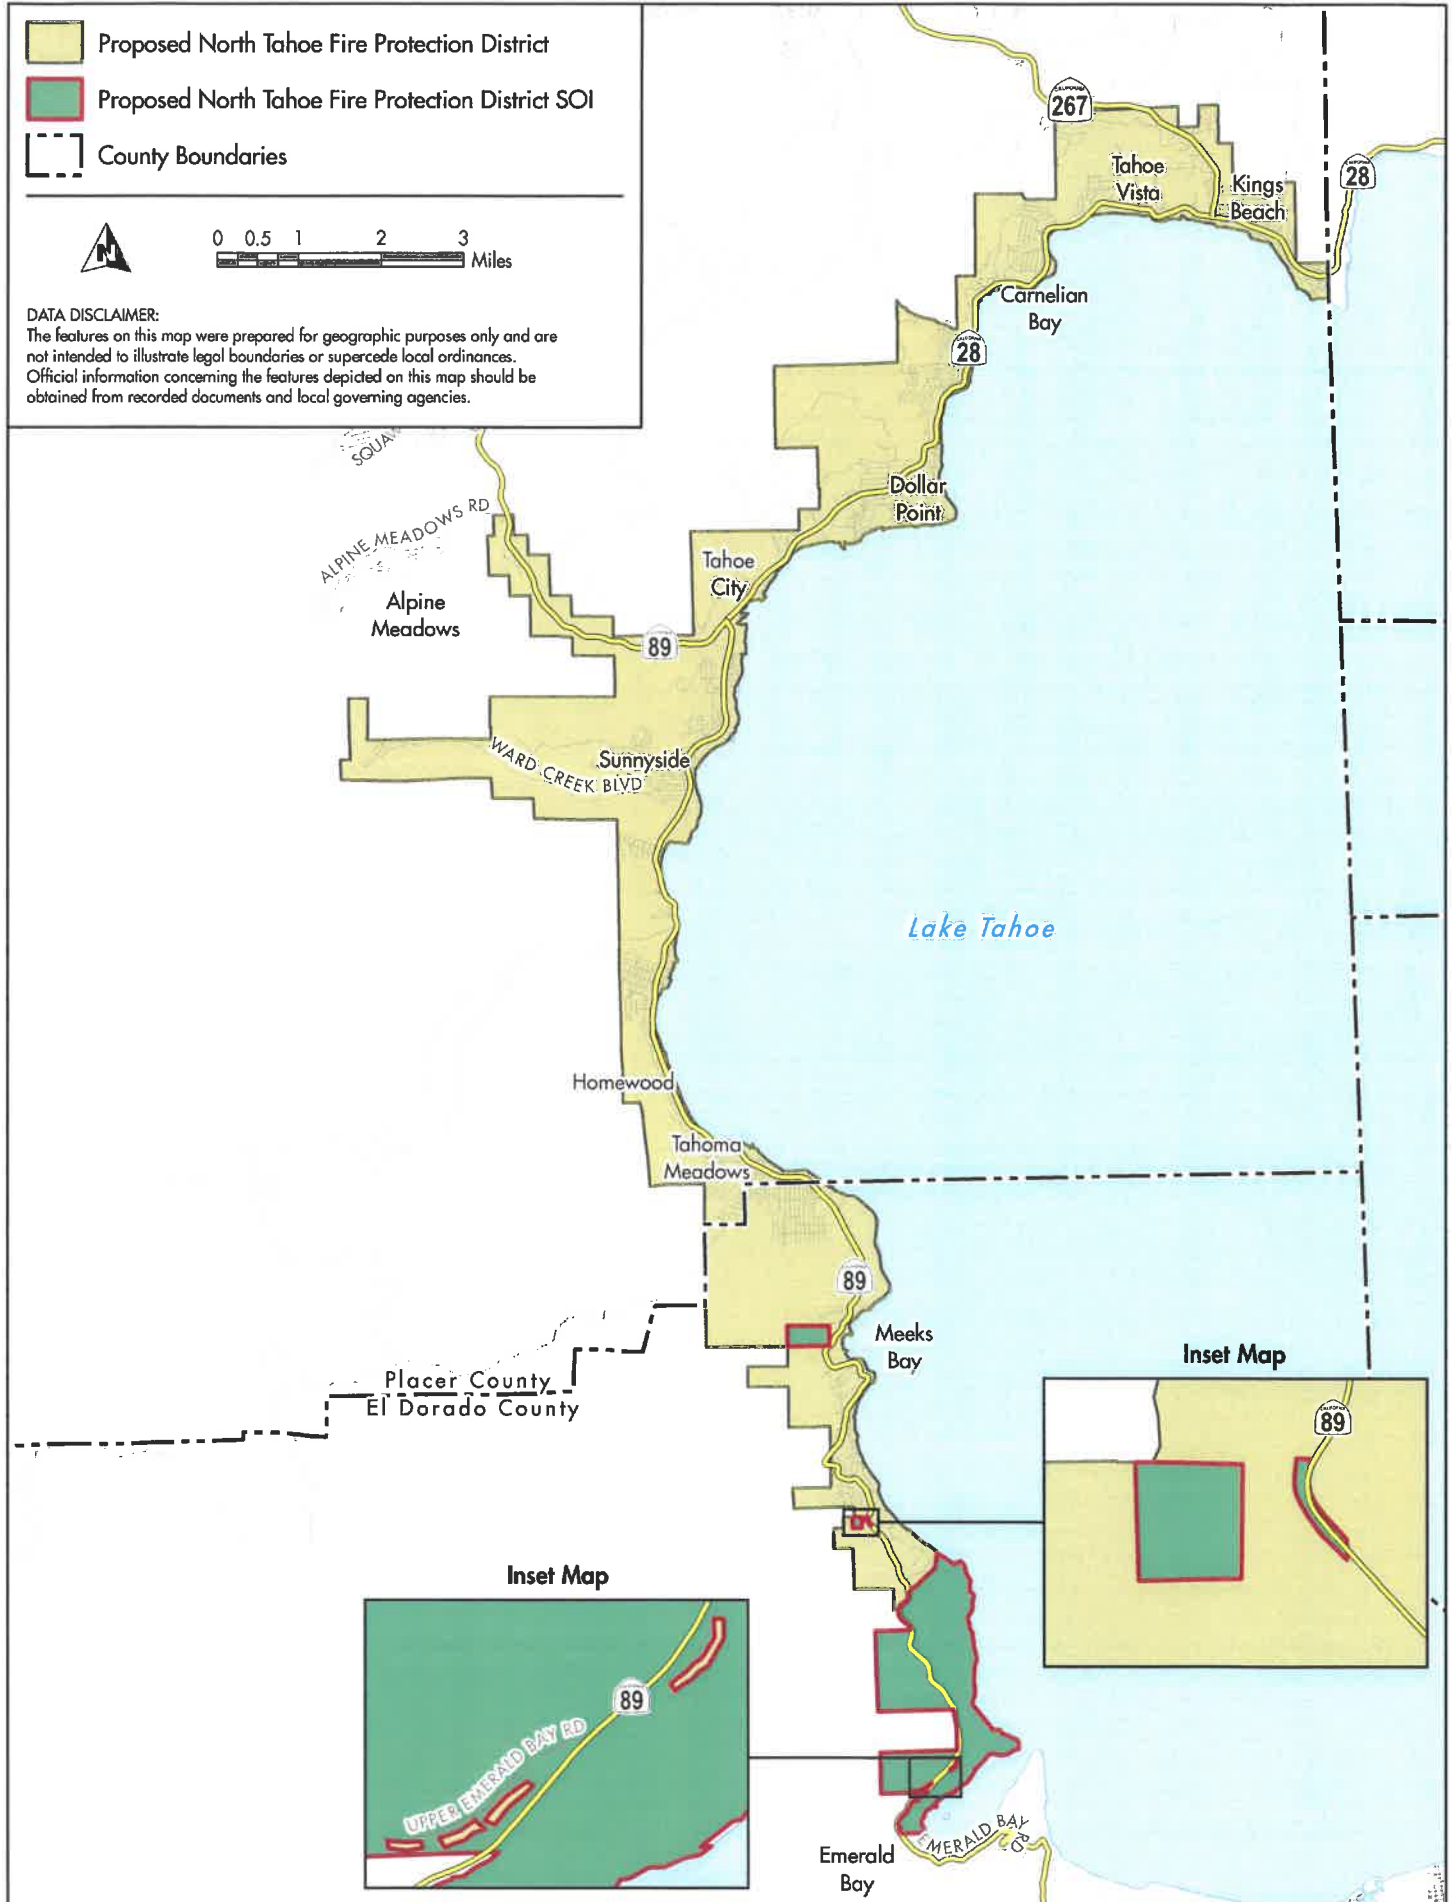 Proposed North Tahoe Fire Protection District
Proposed North Tahoe Fire Protection District SOI
County Boundaries
N
0 0.5 1 2 3
Miles
DATA DISCLAIMER:
The features on this map were prepared for geographic purposes only and are
not intended to illustrate legal boundaries or supercede local ordinances.
Official information concerning the features depicted on this map should be
obtained from recorded documents and local governing agencies.
CALIFORNIA
267
Tahoe
Vista
Kings
Beach
CALIFORNIA
28
Carnelian
Bay
CALIFORNIA
28
SQUAW
ALPINE MEADOWS RD
Dollar
Point
Tahoe
City
Alpine
Meadows
89
WARD CREEK BLVD
Sunnyside
Lake Tahoe
Homewood
Tahoma
Meadows
89
Meeks
Bay
Placer County
El Dorado County
Inset Map
CALIFORNIA
89
Inset Map
89
UPPER EMERALD BAY RD
EMERALD BAY RD
Emerald
Bay